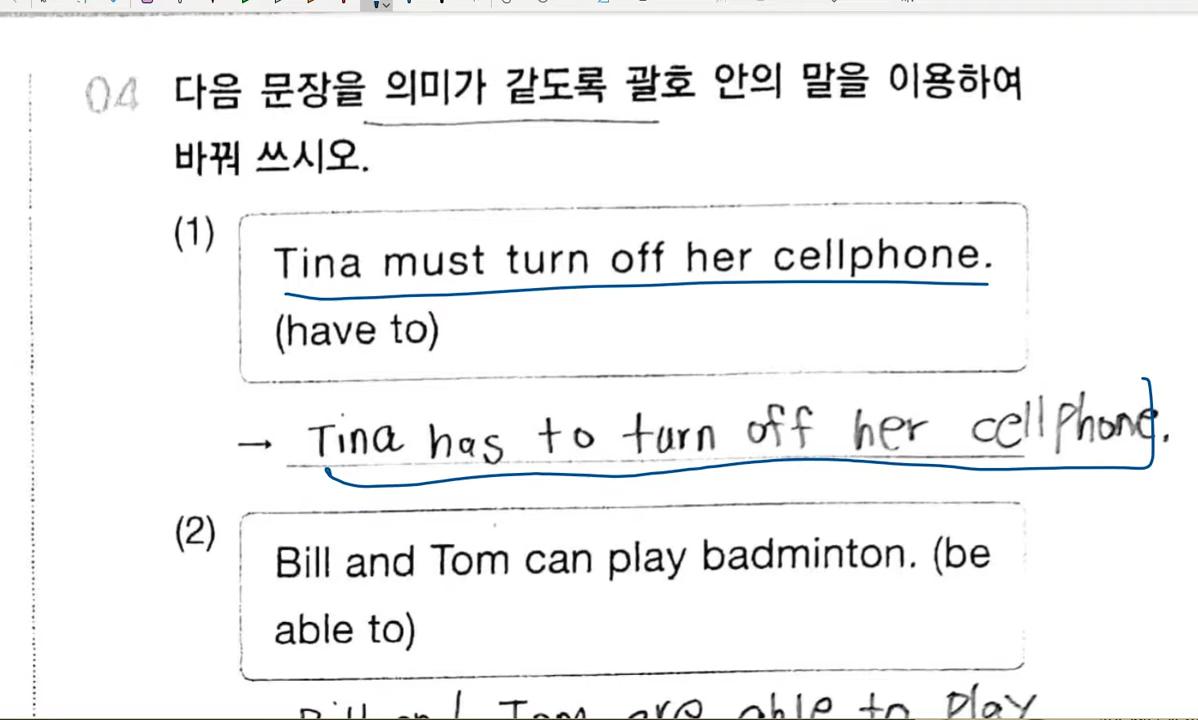 04 다음 문장을 의미가 같도록 괄호 안의 말을 이용하여
바꿔 쓰시오.
(1)
Tina must turn off her cellphone.
(have to)
→ Tina has to turn off her cellphone.
(2)
Bill and Tom can play badminton. (be
able to)
Bill and Tom are able to play